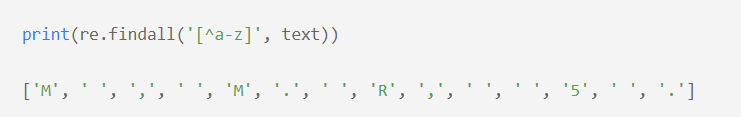 print(re.findall('[^a-z]', text))
['M', ' ', ',', ' ', 'M', '.', ' ', 'R', ',', ' ', ' ', '5', ' ', '.']